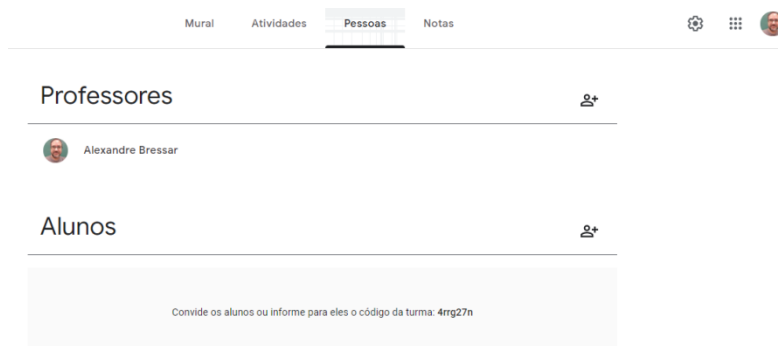 Mural Atividades Pessoas Notas
Professores
Alexandre Bressar
Alunos
Convide os alunos ou informe para eles o código da turma: 4rrg27n